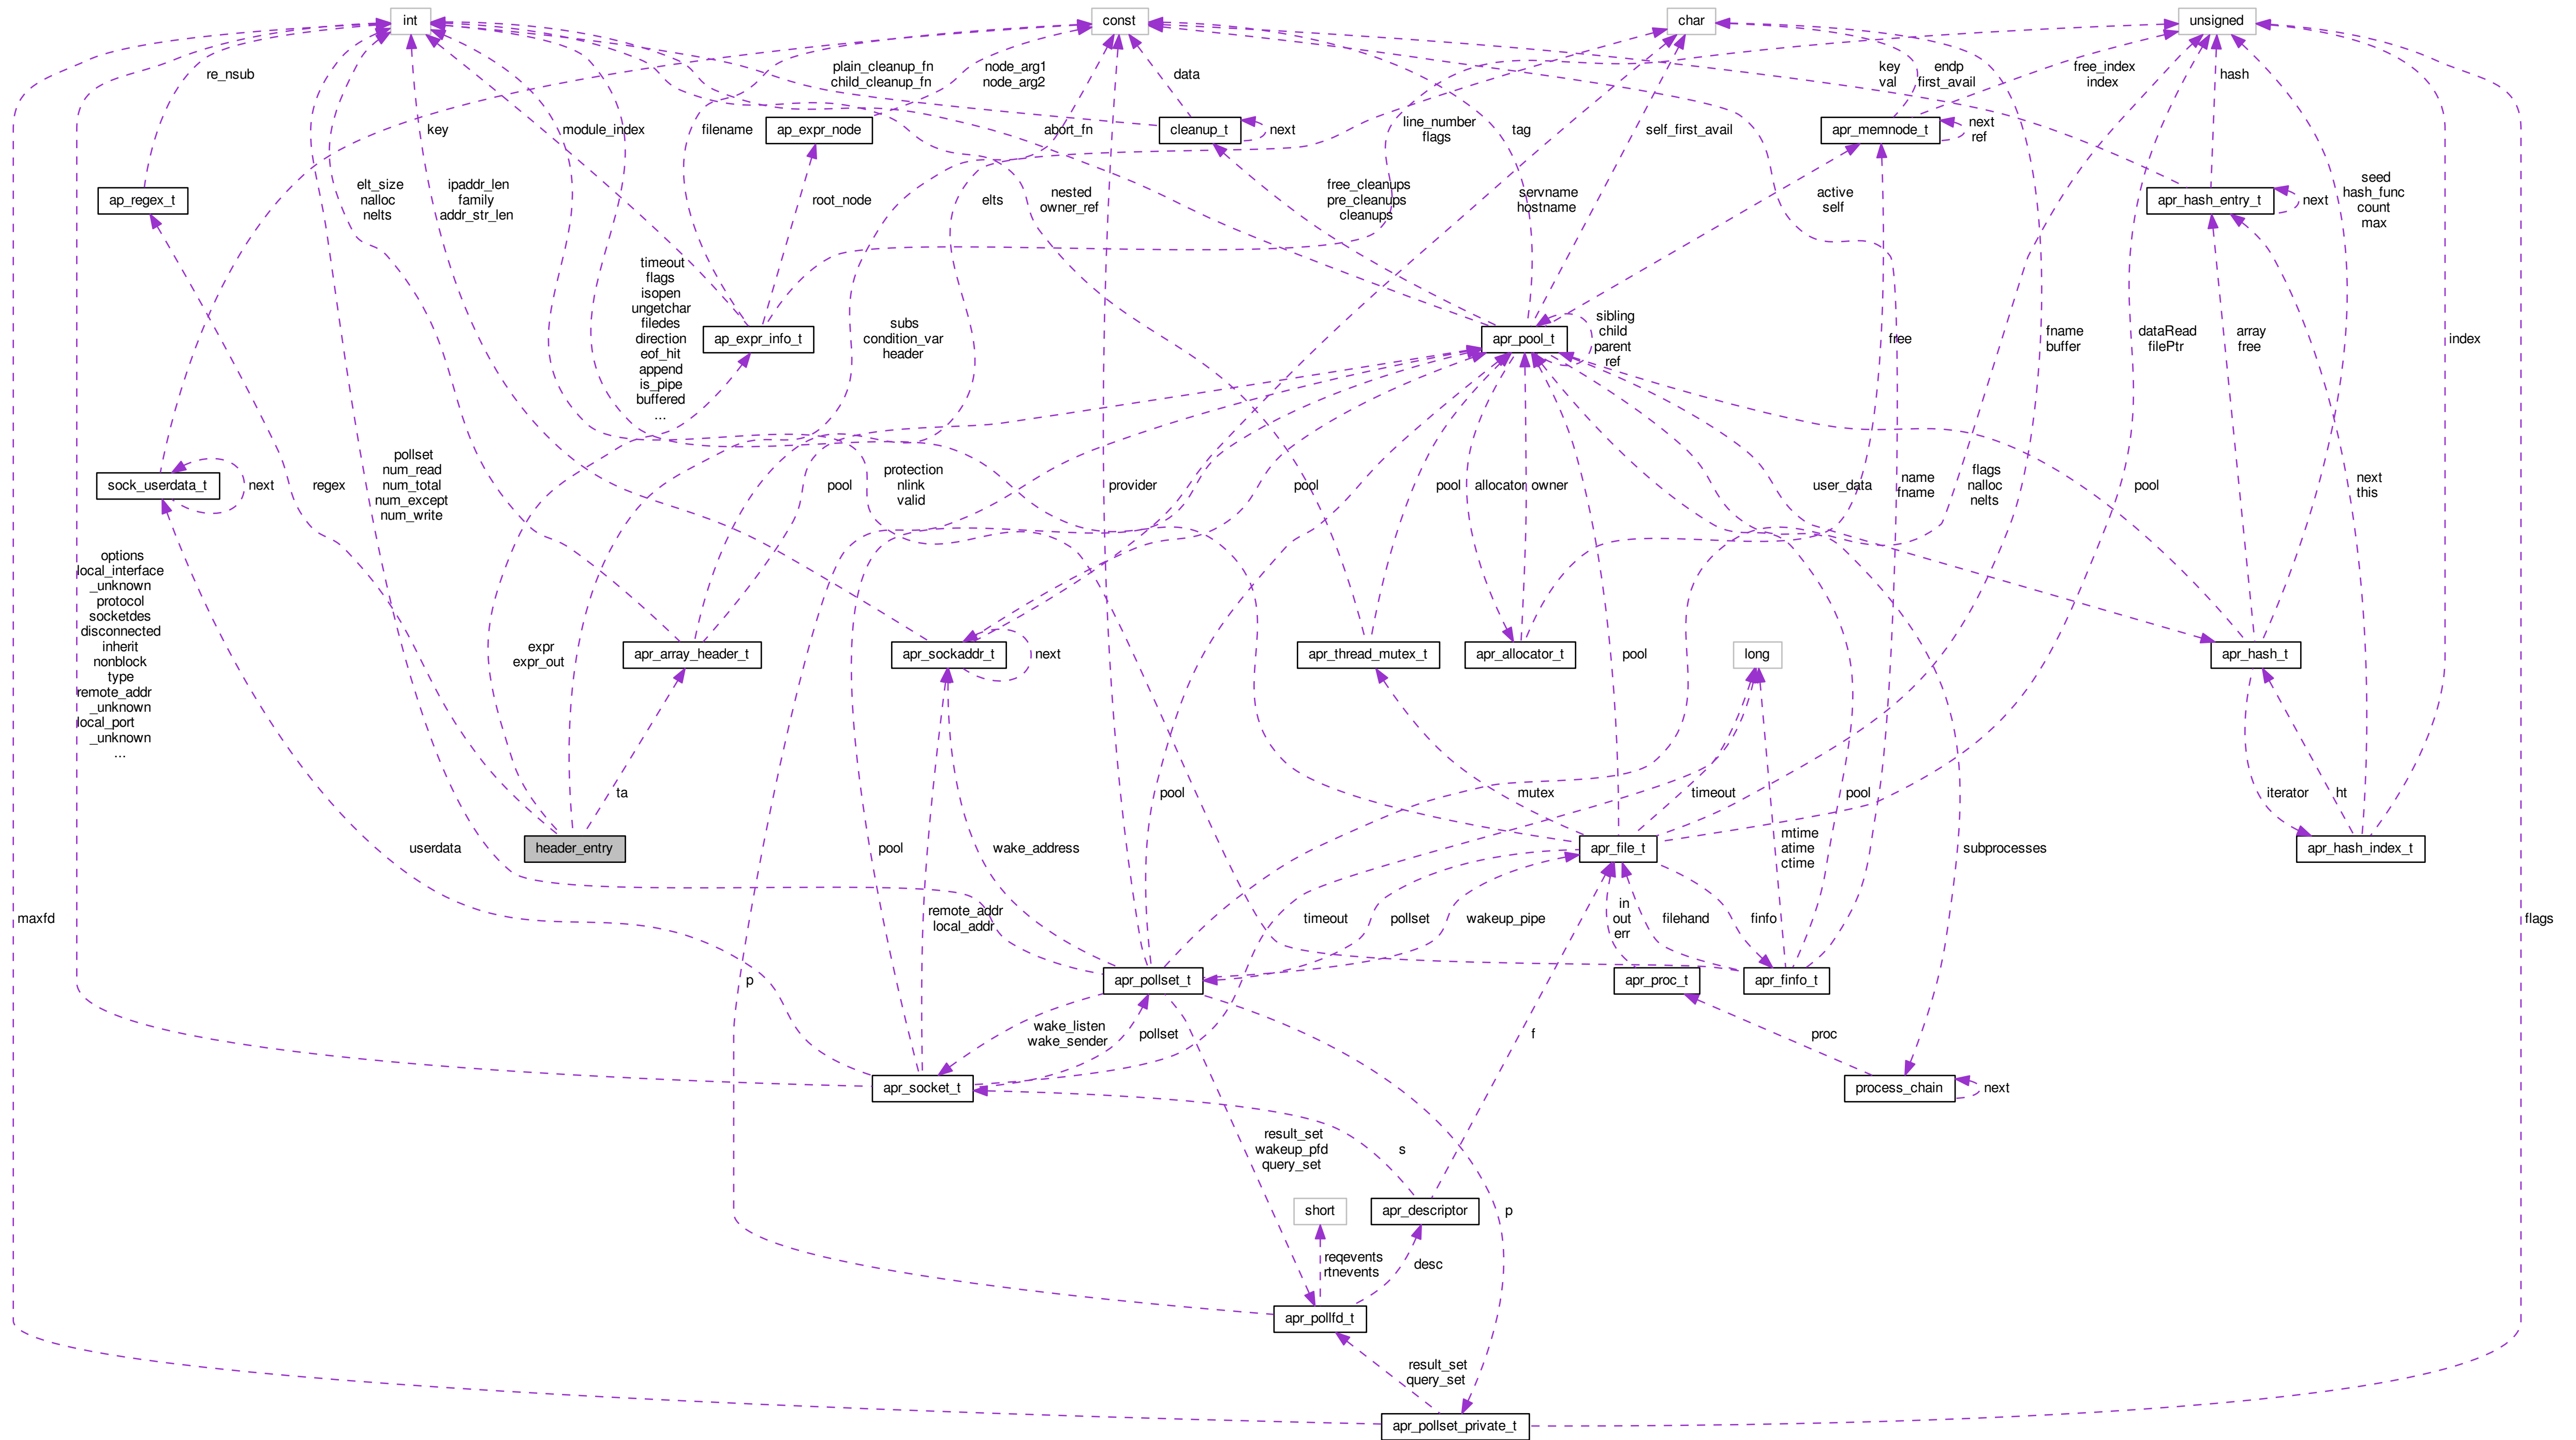 int
const
char
unsigned
re_nsub
plain_cleanup_fn
child_cleanup_fn
node_arg1
node_arg2
data
key
val
endp
first_avail
free_index
index
hash
key
module_index
filename
ap_expr_node
abort_fn
cleanup_t
next
line_number
flags
tag
self_first_avail
apr_memnode_t
next
ref
ap_regex_t
elt_size
nalloc
nelts
ipaddr_len
family
addr_str_len
root_node
elts
nested
owner_ref
free_cleanups
pre_cleanups
cleanups
servname
hostname
active
self
apr_hash_entry_t
next
seed
hash_func
count
max
timeout
flags
isopen
ungetchar
filedes
direction
eof_hit
append
is_pipe
buffered
...
ap_expr_info_t
subs
condition_var
header
apr_pool_t
sibling
child
parent
ref
free
fname
buffer
dataRead
filePtr
array
free
index
sock_userdata_t
next
regex
pollset
num_read
num_total
num_except
num_write
pool
protection
nlink
valid
provider
pool
pool
allocator
owner
user_data
name
fname
flags
nalloc
nelts
pool
next
this
options
local_interface
_unknown
protocol
socketdes
disconnected
inherit
nonblock
type
remote_addr
_unknown
local_port
_unknown
...
expr
expr_out
apr_array_header_t
apr_sockaddr_t
next
apr_thread_mutex_t
apr_allocator_t
pool
long
apr_hash_t
ta
pool
mutex
timeout
pool
iterator
ht
header_entry
userdata
pool
wake_address
apr_file_t
mtime
atime
ctime
subprocesses
apr_hash_index_t
maxfd
remote_addr
local_addr
timeout
pollset
wakeup_pipe
in
out
err
filehand
finfo
flags
p
apr_pollset_t
apr_proc_t
apr_finfo_t
wake_listen
wake_sender
pollset
f
proc
apr_socket_t
process_chain
next
result_set
wakeup_pfd
query_set
s
short
apr_descriptor
p
reqevents
rtnevents
desc
apr_pollfd_t
result_set
query_set
apr_pollset_private_t